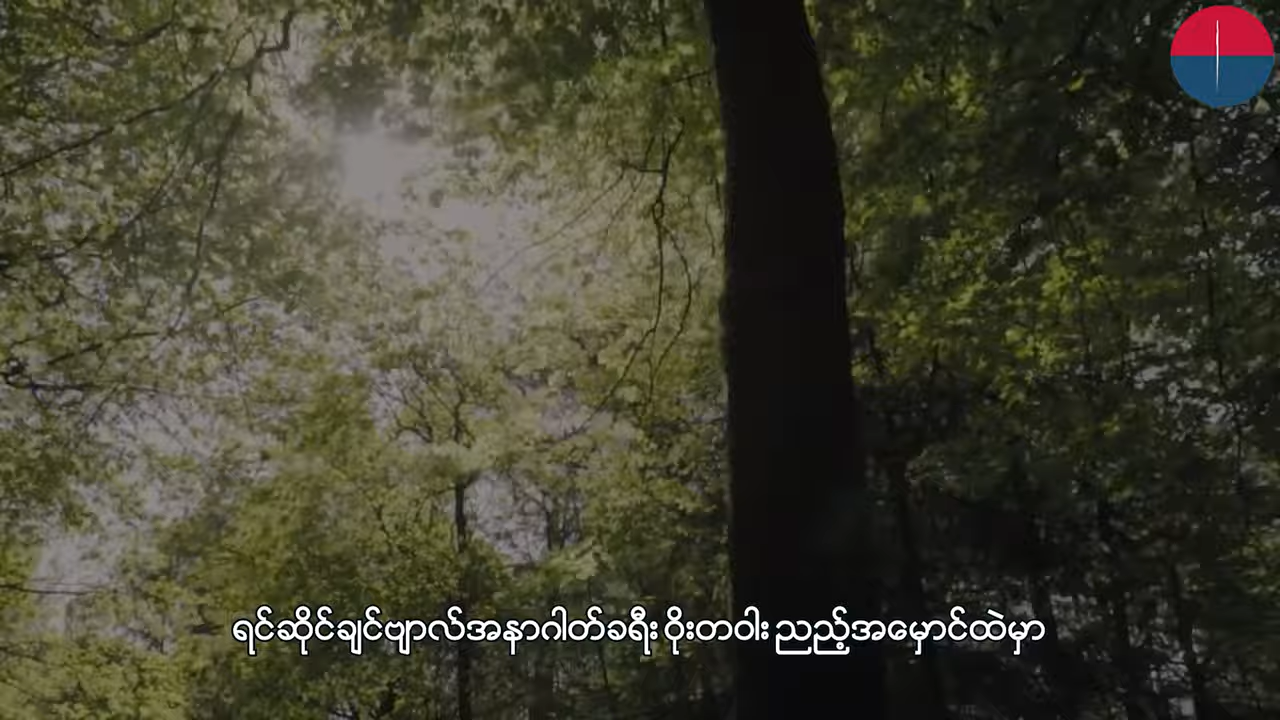 ရင်ဆိုင်ချင်ဗျာလ်အနာဂါတ်ခရီး ဝိုးတဝါး ညည့်အမှောင်ထဲမှာ